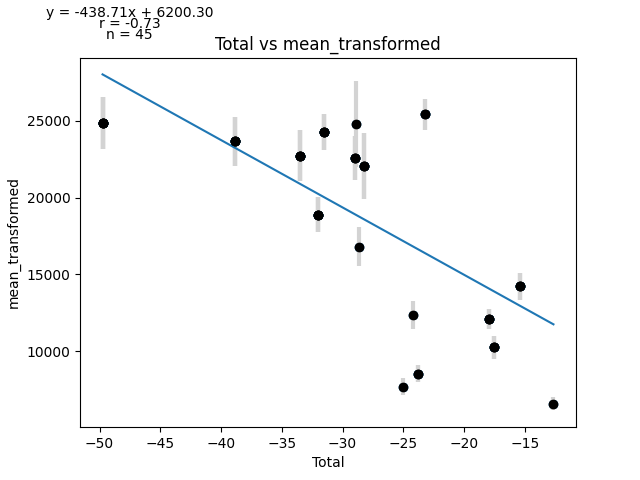 y = -438.71x + 6200.30
r = -0.73
n = 45
Total vs mean_transformed
mean_transformed
25000
20000
15000
10000
−50
−45
−40
−35
−30
−25
−20
−15
Total